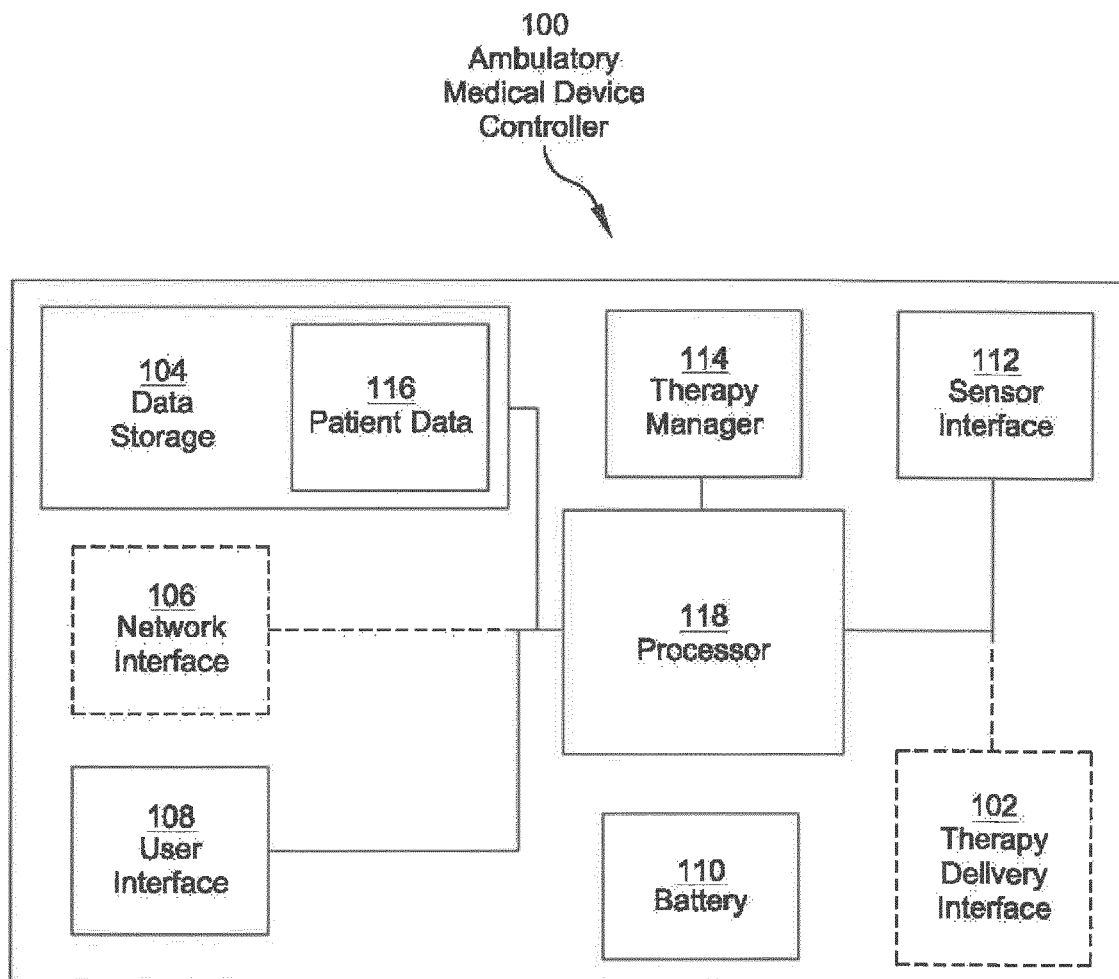 100
Ambulatory
Medical Device
Controller
104
Data
Storage
116
Patient Data
114
Therapy
Manager
112
Sensor
Interface
106
Network
Interface
118
Processor
108
User
Interface
110
Battery
102
Therapy
Delivery
Interface